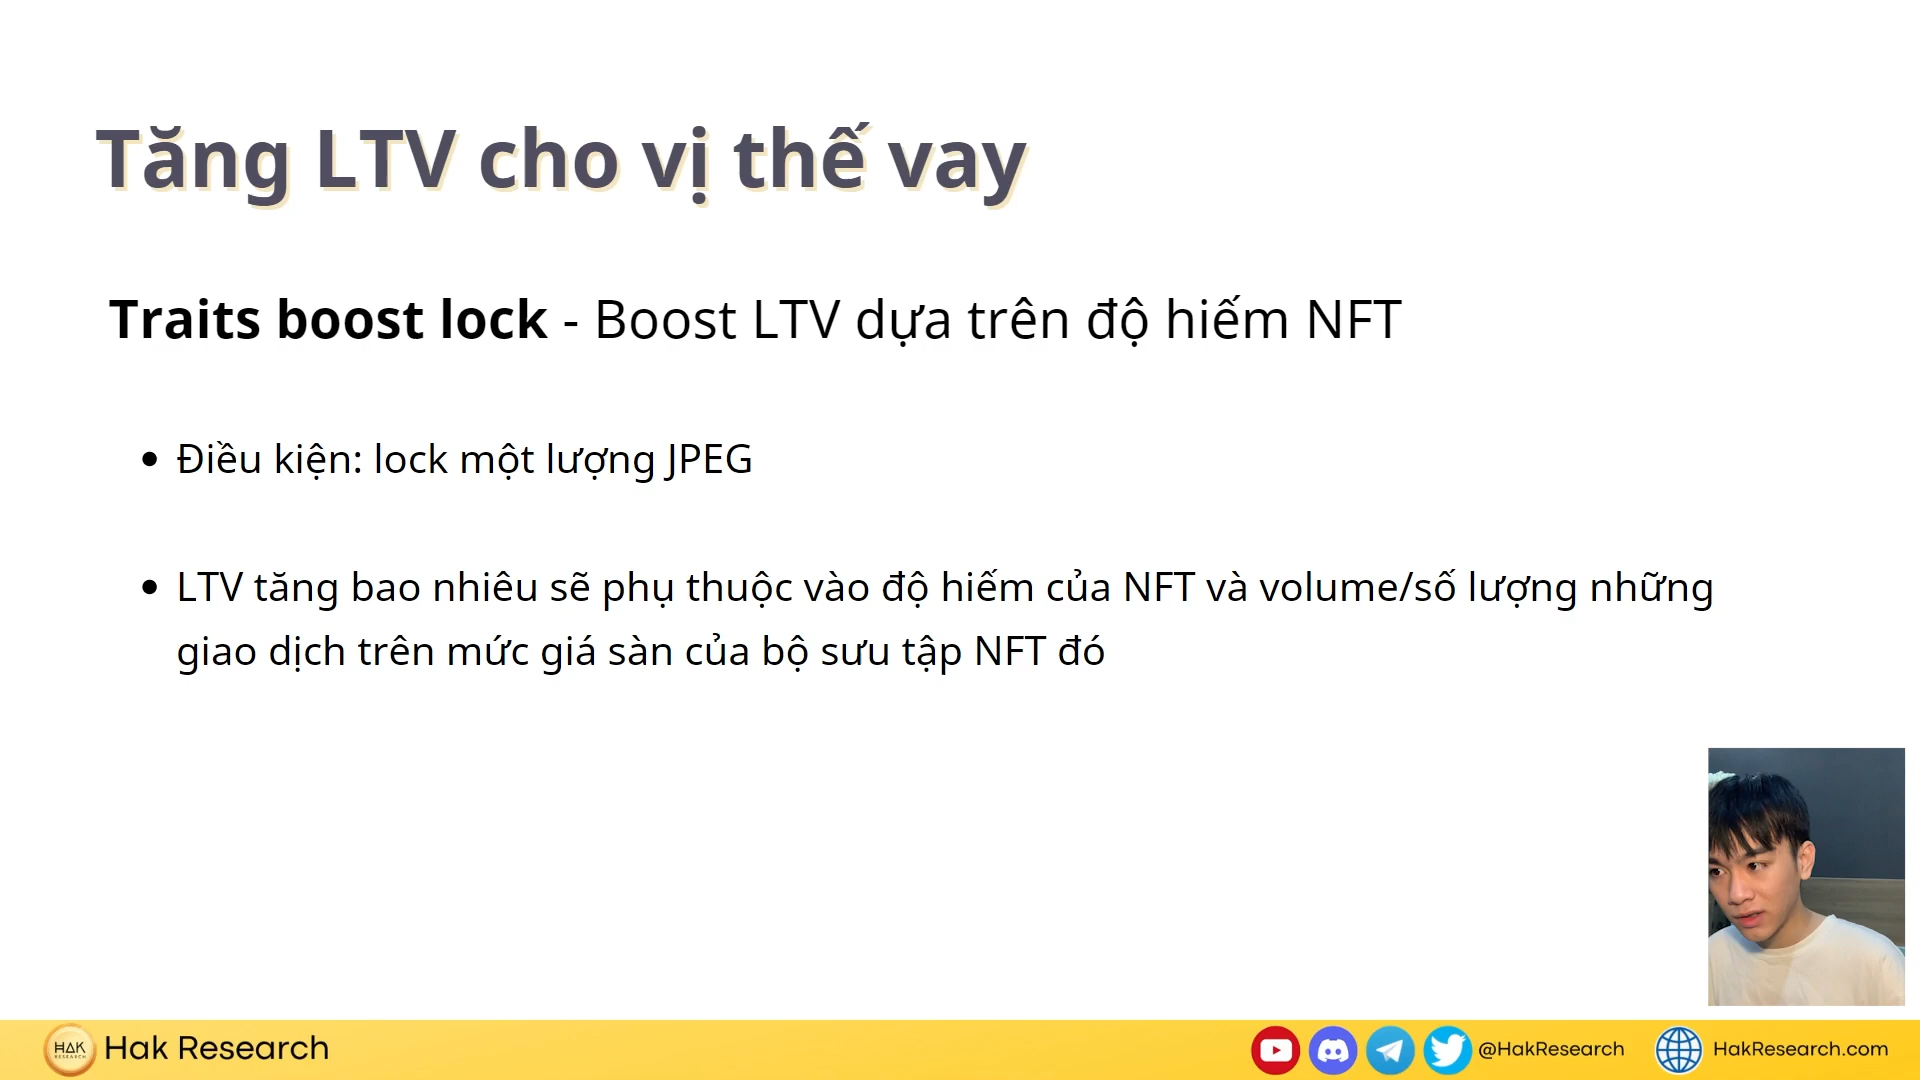 Tăng LTV cho vị thế vay
Traits boost lock - Boost LTV dựa trên độ hiếm NFT
• Điều kiện: lock một lượng JPEG
• LTV tăng bao nhiêu sẽ phụ thuộc vào độ hiếm của NFT và volume/số lượng những
giao dịch trên mức giá sàn của bộ sưu tập NFT đó
HAK
RESEARCH
Hak Research
@HakResearch
HakResearch.com